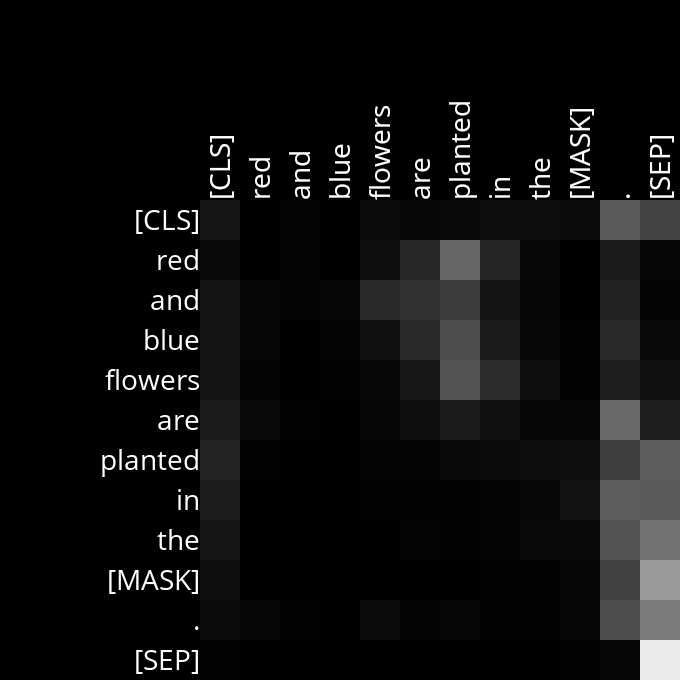 [CLS] red and blue flowers are planted in the [MASK] . [SEP]
[CLS]
red
and
blue
flowers
are
planted
in
the
[MASK]
.
[SEP]